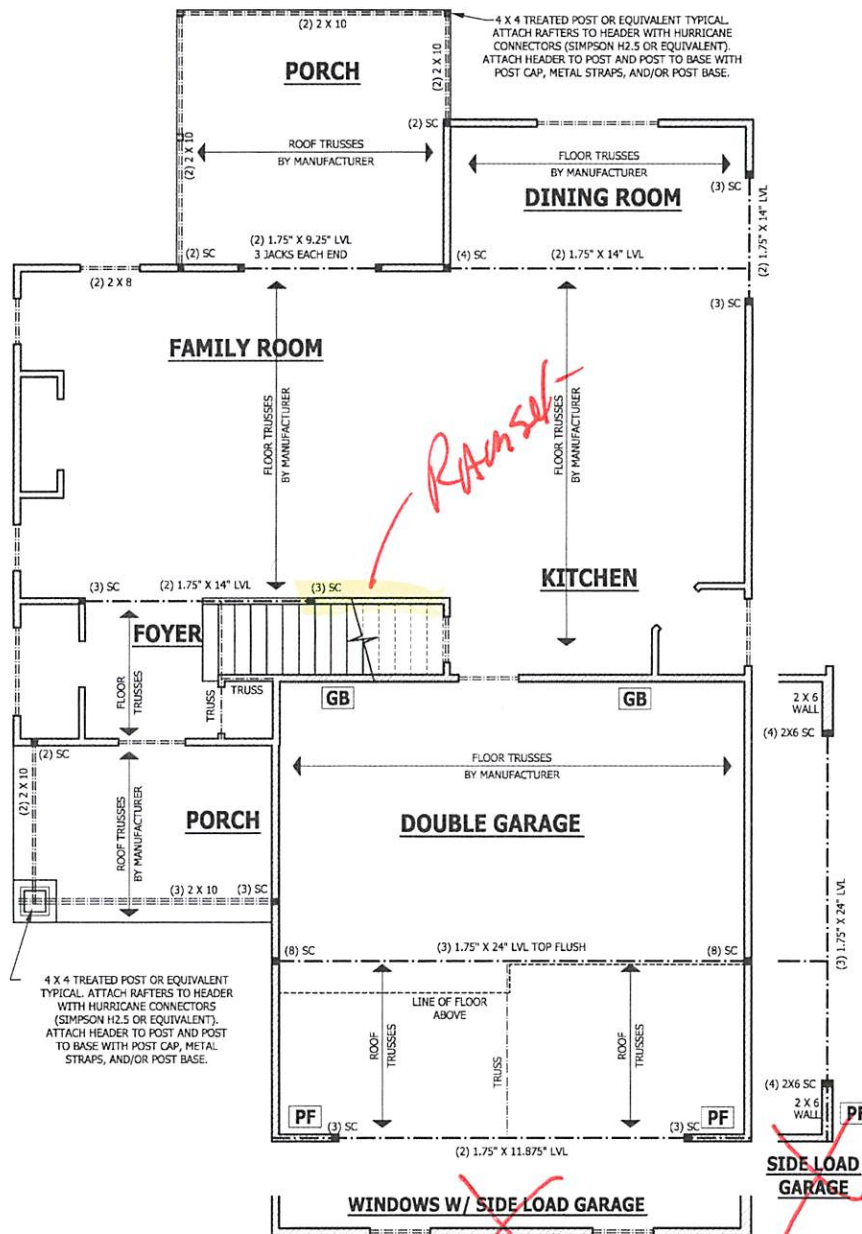 (2) 2 X 10
4 X 4 TREATED POST OR EQUIVALENT TYPICAL.
ATTACH RAFTERS TO HEADER WITH HURRICANE
CONNECTORS (SIMPSON H2.5 OR EQUIVALENT).
ATTACH HEADER TO POST AND POST TO BASE WITH
POST CAP, METAL STRAPS, AND/OR POST BASE.
PORCH
(2) 2 X 10
(2) SC
(2) 2 X 10
ROOF TRUSSES
BY MANUFACTURER
FLOOR TRUSSES
BY MANUFACTURER
(3) SC
DINING ROOM
(2) 1.75" X 9.25" LVL
3 JACKS EACH END
(2) SC
(4) SC
(2) 1.75" X 14" LVL
(2) 1.75" X 14" LVL
(2) 2 X 8
(3) SC
FAMILY ROOM
FLOOR TRUSSES
BY MANUFACTURER
FLOOR TRUSSES
BY MANUFACTURER
Ramset
KITCHEN
(3) SC
(2) 1.75" X 14" LVL
(3) SC
FOYER
FLOOR
TRUSSES
TRUSS
TRUSS
GB
GB
2 X 6
WALL
(4) 2X6 SC
(2) SC
(2) 2 X 10
ROOF TRUSSES
BY MANUFACTURER
FLOOR TRUSSES
BY MANUFACTURER
PORCH
DOUBLE GARAGE
(3) 2 X 10
(3) SC
(3) 1.75" X 24" LVL
(8) SC
(3) 1.75" X 24" LVL TOP FLUSH
(8) SC
4 X 4 TREATED POST OR EQUIVALENT
TYPICAL. ATTACH RAFTERS TO HEADER
WITH HURRICANE CONNECTORS
(SIMPSON H2.5 OR EQUIVALENT).
ATTACH HEADER TO POST AND POST
TO BASE WITH POST CAP, METAL
STRAPS, AND/OR POST BASE.
LINE OF FLOOR
ABOVE
ROOF
TRUSSES
TRUSS
ROOF
TRUSSES
(4) 2X6 SC
2 X 6
WALL
PF
PF
(3) SC
(3) SC
PF
(2) 1.75" X 11.875" LVL
SIDE LOAD
GARAGE
WINDOWS W/ SIDE LOAD GARAGE